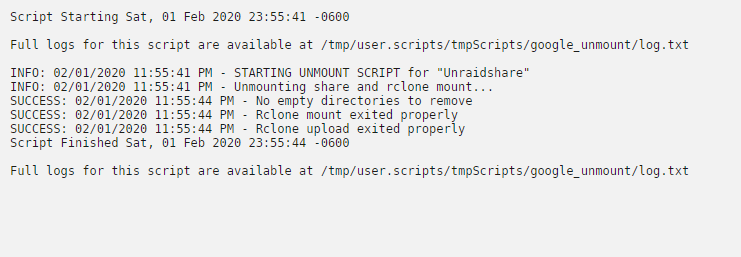 Script Starting Sat, 01 Feb 2020 23:55:41 -0600
Full logs for this script are available at /tmp/user.scripts/tmpScripts/google_unmount/log.txt
INFO: 02/01/2020 11:55:41 PM - STARTING UNMOUNT SCRIPT for "Unraidshare"
INFO: 02/01/2020 11:55:41 PM - Unmounting share and rclone mount...
SUCCESS: 02/01/2020 11:55:44 PM - No empty directories to remove
SUCCESS: 02/01/2020 11:55:44 PM - Rclone mount exited properly
SUCCESS: 02/01/2020 11:55:44 PM - Rclone upload exited properly
Script Finished Sat, 01 Feb 2020 23:55:44 -0600
Full logs for this script are available at /tmp/user.scripts/tmpScripts/google_unmount/log.txt